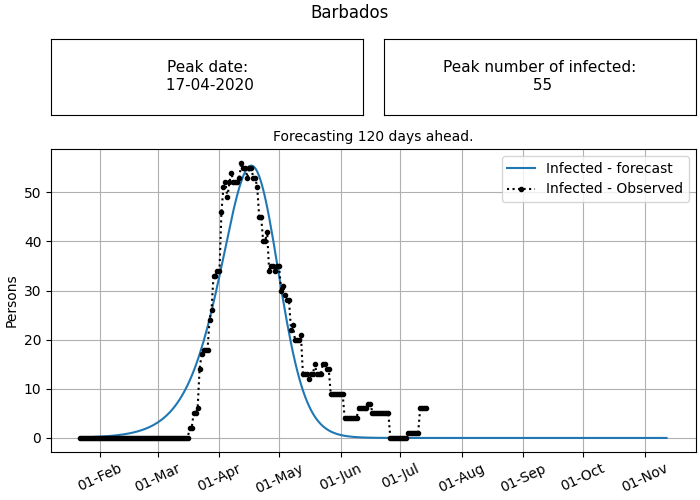 Barbados
Peak date:
17-04-2020
Peak number of infected:
55
Forecasting 120 days ahead.
Infected - forecast
Infected - Observed
Persons
50
40
30
20
10
0
01-Feb
01-Mar
01-Apr
01-May
01-Jun
01-Jul
01-Aug
01-Sep
01-Oct
01-Nov